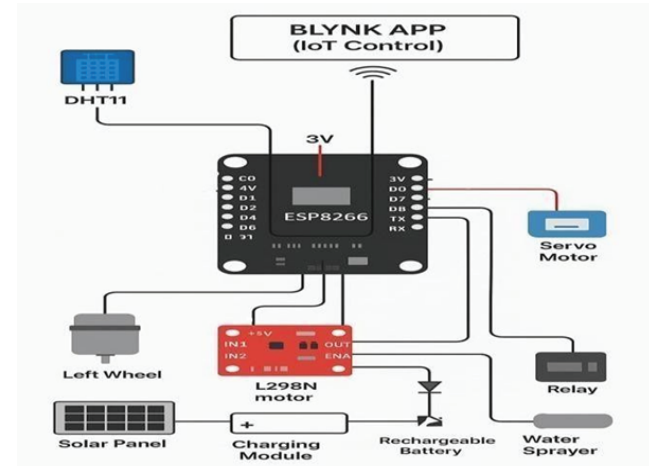 BLYNK APP
(IoT Control)
DHT11
3V
CO
4V
D1
D2
D4
D6
3V
D0
D7
D8
TX
RX
ESP8266
Servo
Motor
+5V
IN1
IN2
OUT
ENA
Left Wheel
L298N
motor
Relay
Solar Panel
+
Charging
Module
Rechargeable
Battery
Water
Sprayer